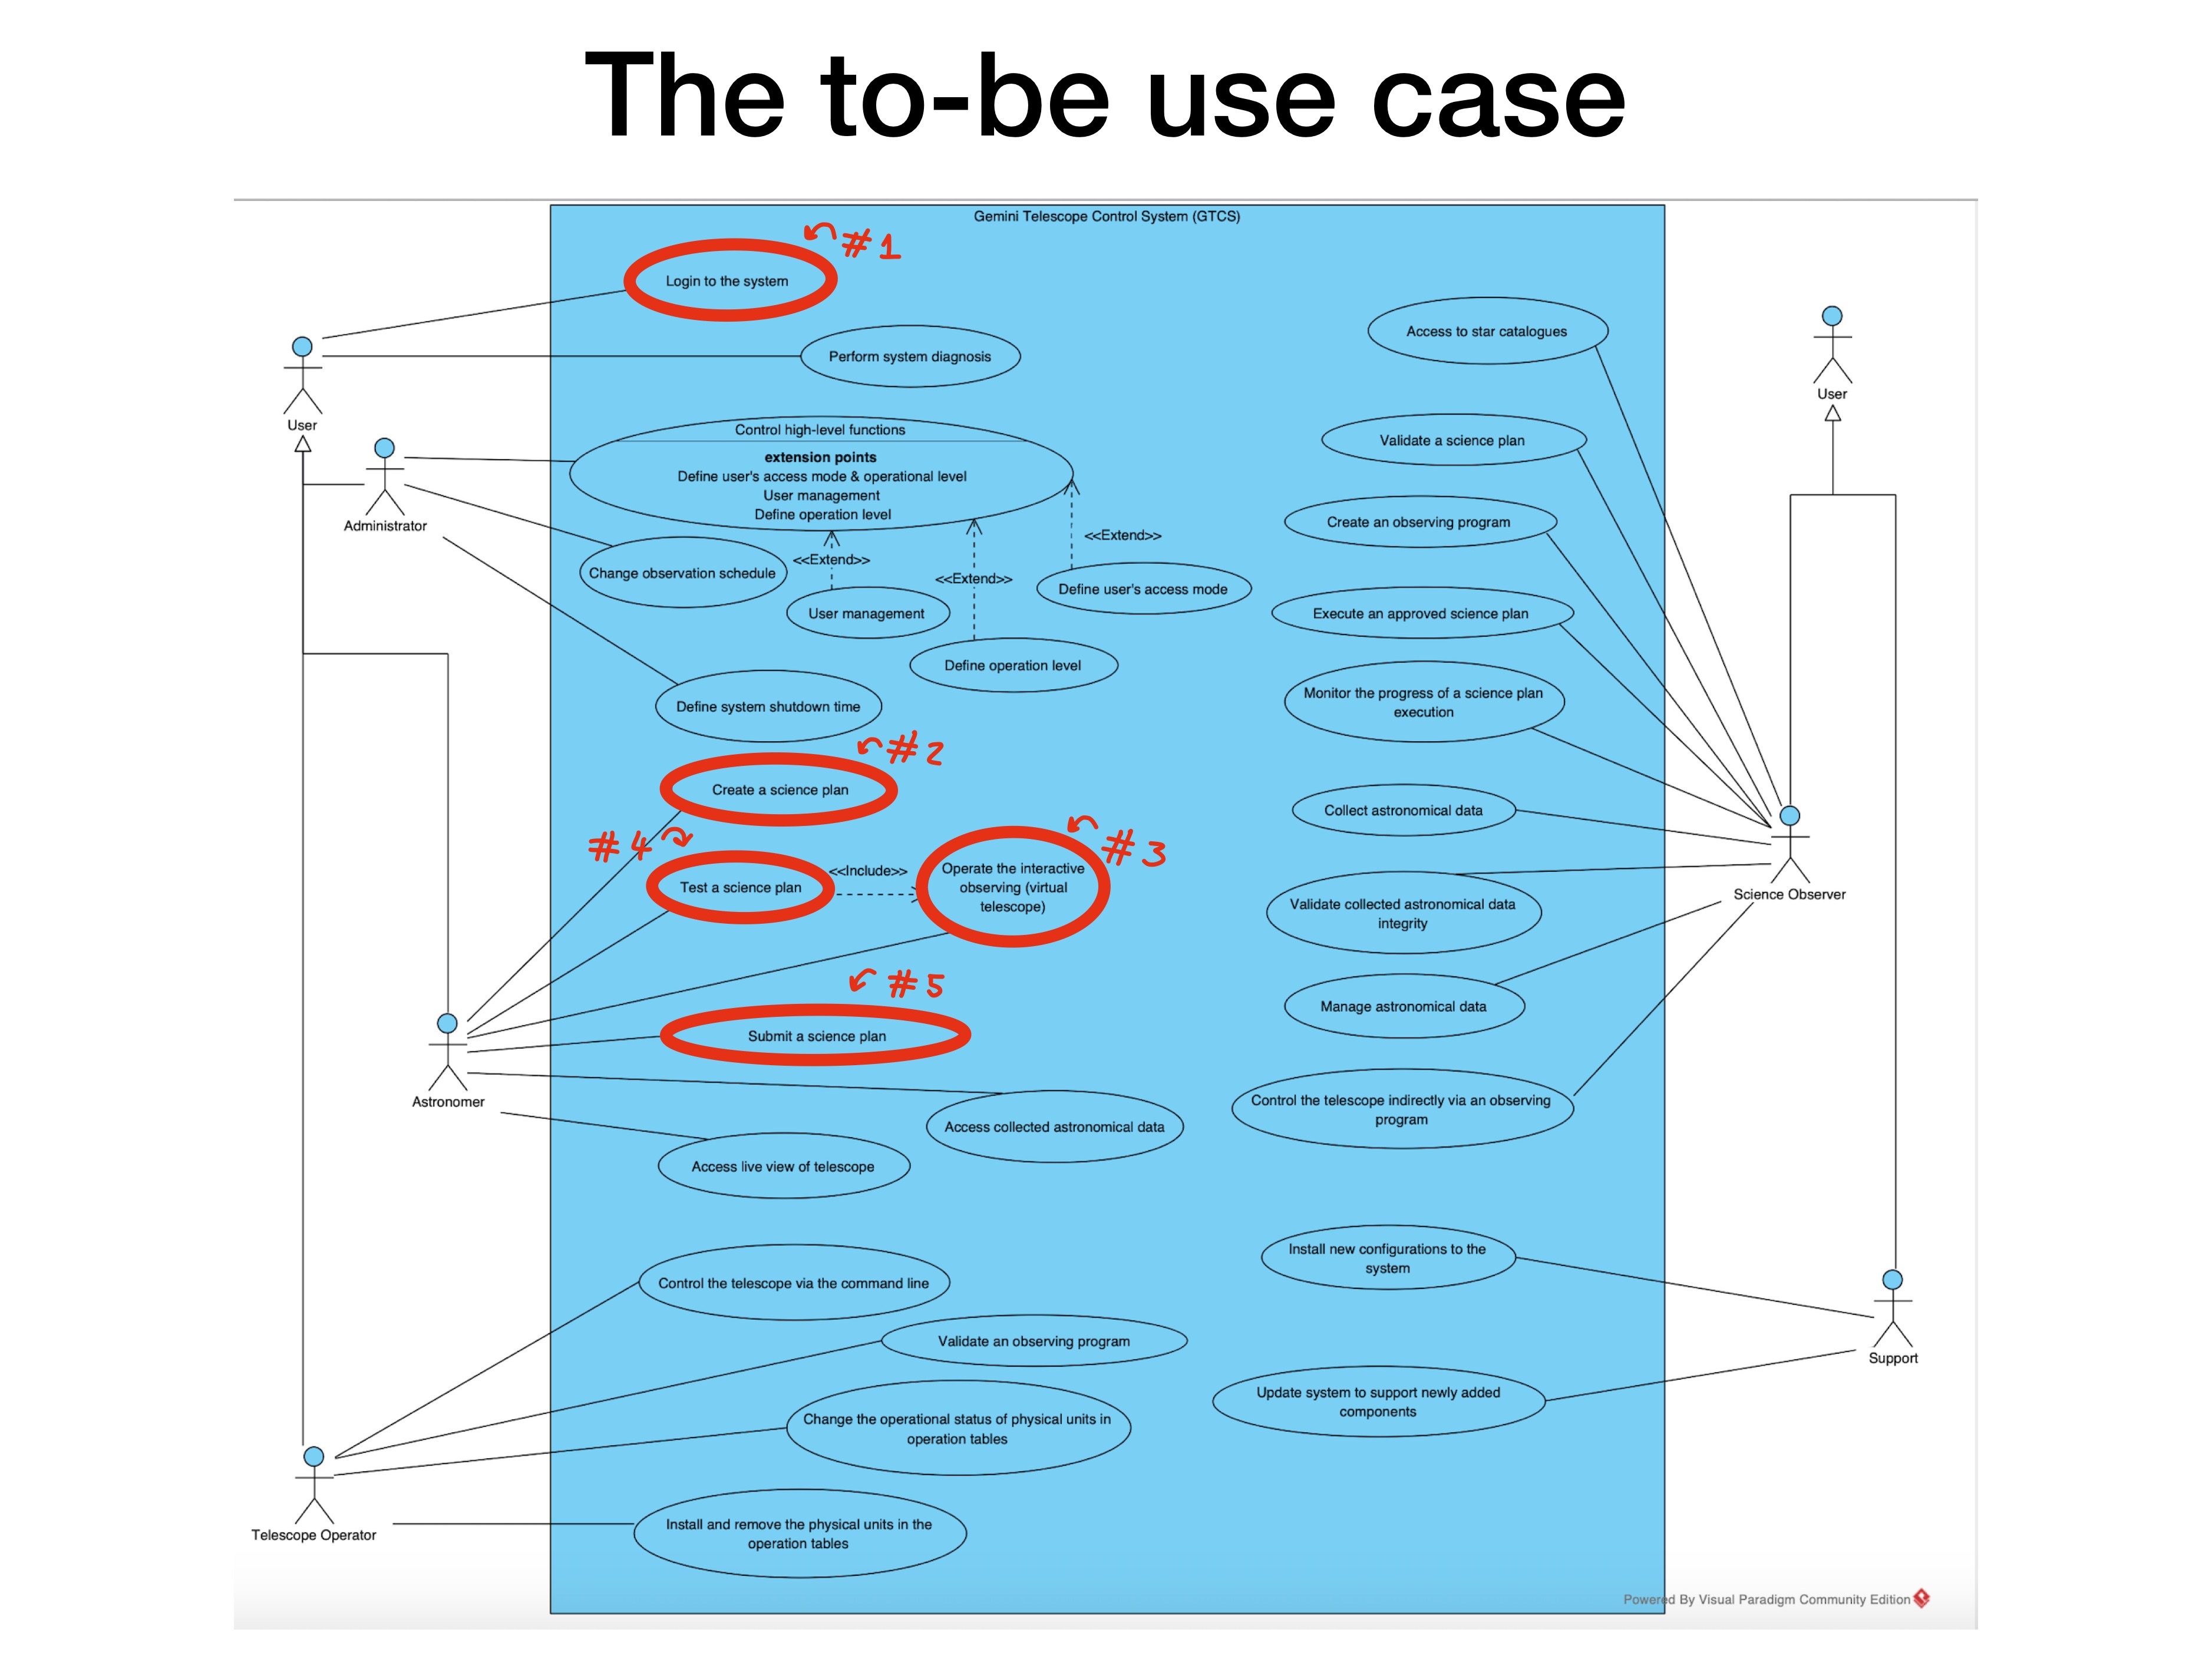 The to-be use case
Gemini Telescope Control System (GTCS)
#1
Login to the system
Perform system diagnosis
User
Administrator
Control high-level functions
extension points
Define user's access mode & operational level
User management
Define operation level
<<Extend>>
<<Extend>>
<<Extend>>
Change observation schedule
User management
Define user's access mode
Define operation level
Define system shutdown time
#2
Create a science plan
#4
Test a science plan
<<Include>>
#3
Operate the interactive
observing (virtual
telescope)
#5
Submit a science plan
Astronomer
Access collected astronomical data
Access live view of telescope
Control the telescope via the command line
Validate an observing program
Change the operational status of physical units in
operation tables
Telescope Operator
Install and remove the physical units in the
operation tables
Access to star catalogues
User
Validate a science plan
Create an observing program
Execute an approved science plan
Monitor the progress of a science plan
execution
Collect astronomical data
Science Observer
Validate collected astronomical data
integrity
Manage astronomical data
Control the telescope indirectly via an observing
program
Install new configurations to the
system
Support
Update system to support newly added
components
Powered By Visual Paradigm Community Edition